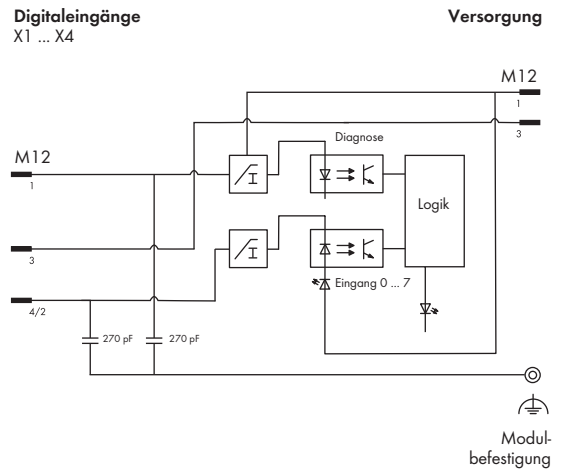 Digitaleingänge
X1 ... X4
Versorgung
M12
1
3
Diagnose
M12
1
I
Logik
3
I
Eingang 0 ... 7
4/2
270 pF
270 pF
Modul-
befestigung